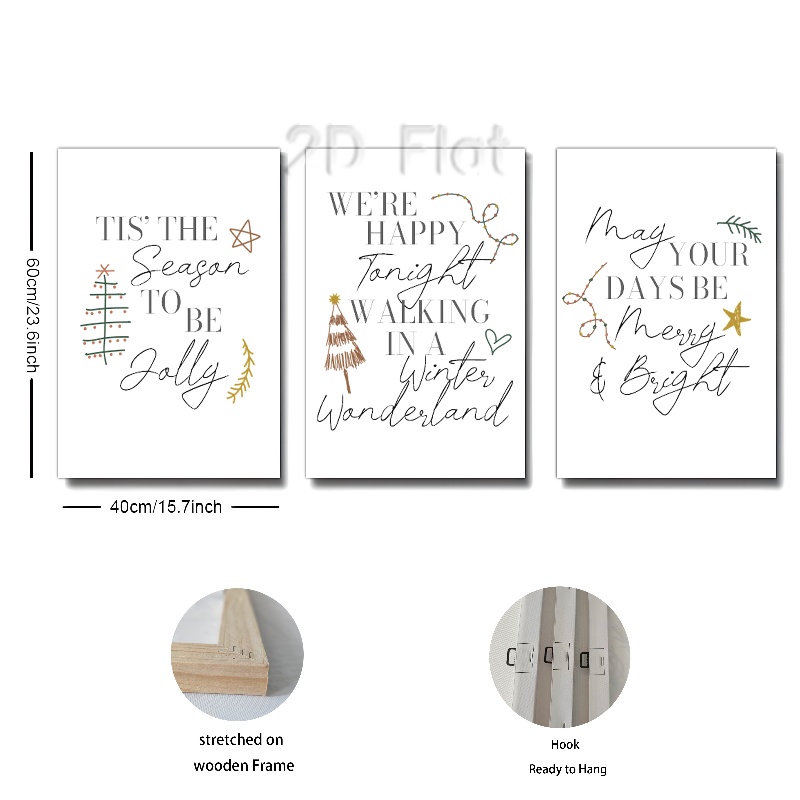 2D Flat
TIS' THE
Season
TO
BE
Jolly
WE'RE
HAPPY
Tonight
WALKING
IN A
Winter
Wonderland
May
YOUR
DAYS BE
Merry
& Bright
60cm/23.6inch
40cm/15.7inch
stretched on
wooden Frame
Hook
Ready to Hang